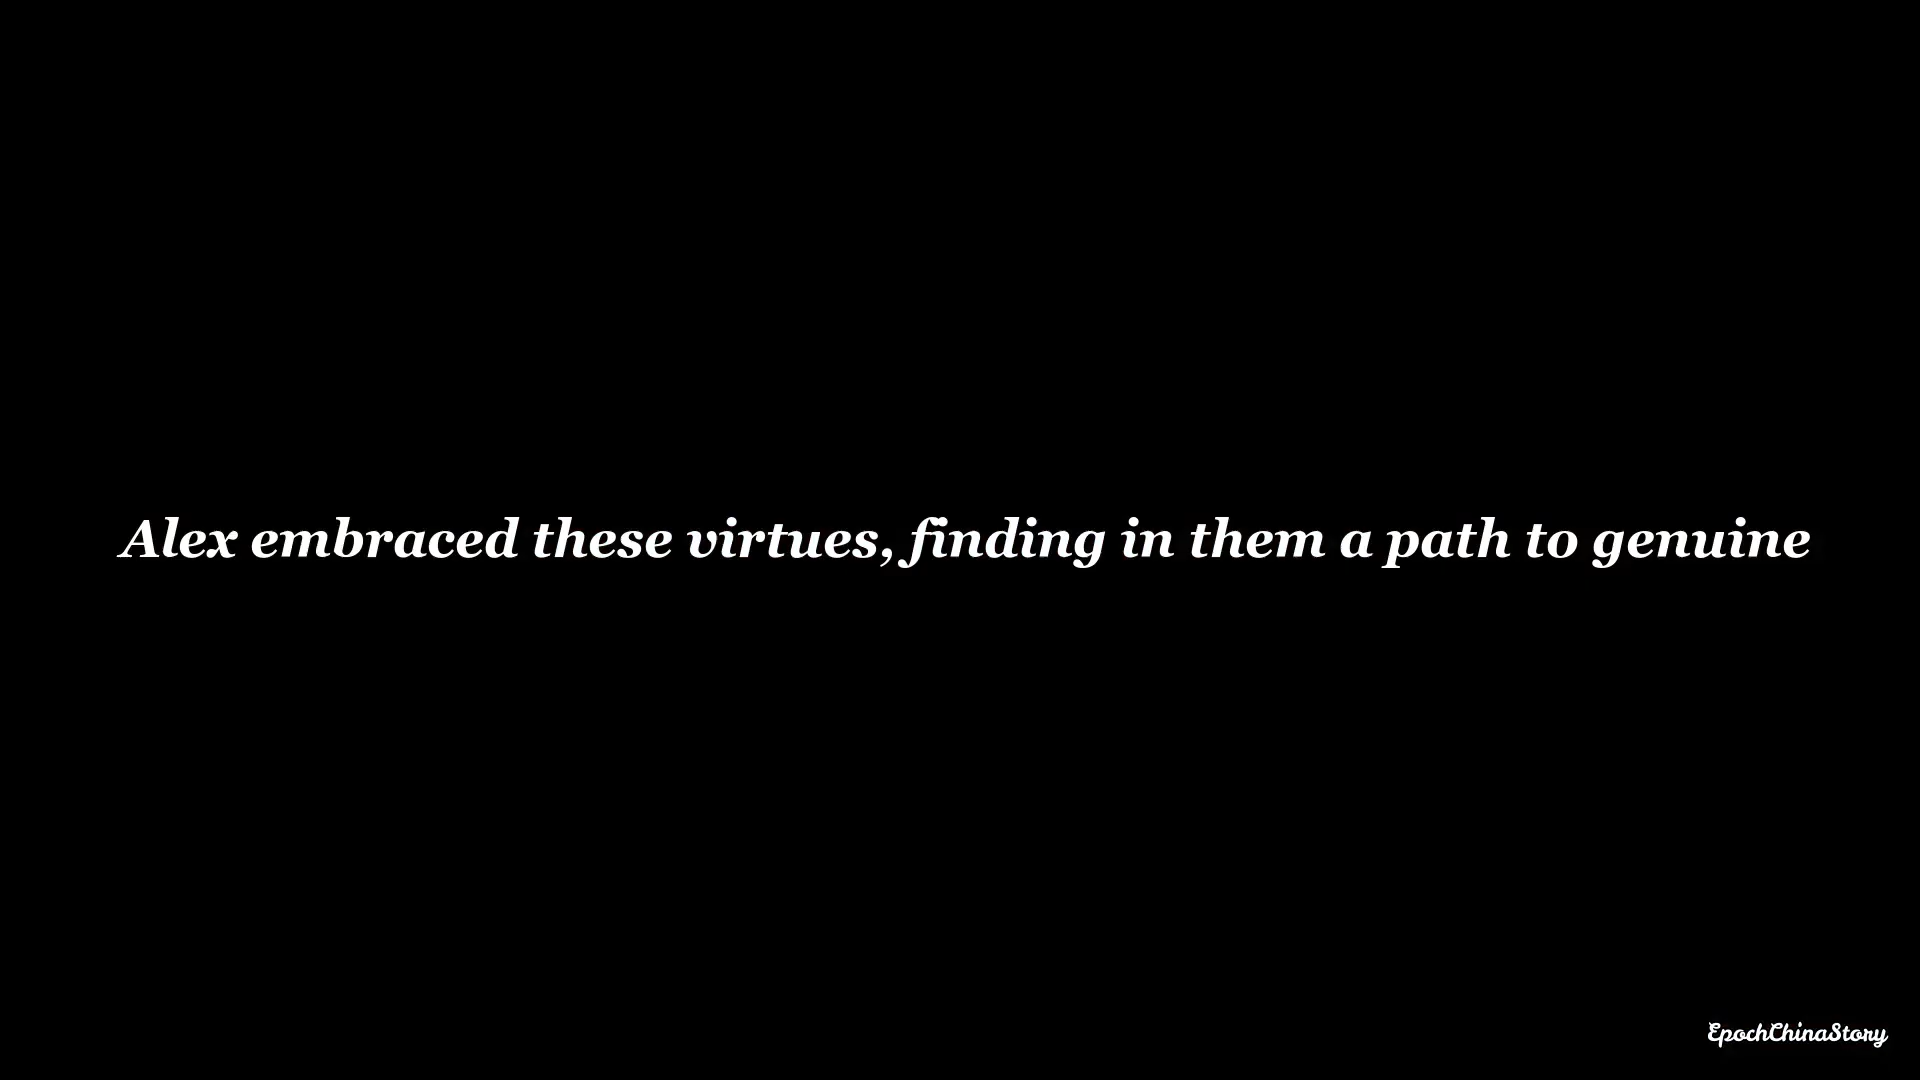 Alex embraced these virtues, finding in them a path to genuine
EpochChinaStory